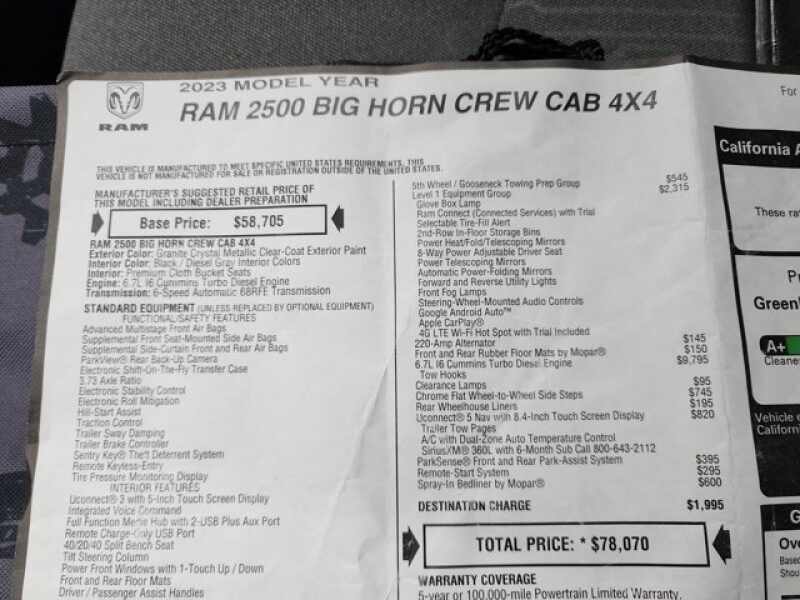 2023 MODEL YEAR
RAM 2500 BIG HORN CREW CAB 4X4
RAM
For
THIS VEHICLE IS MANUFACTURED TO MEET SPECIFIC UNITED STATES REQUIREMENTS. THIS
VEHICLE IS NOT MANUFACTURED FOR SALE OR REGISTRATION OUTSIDE OF THE UNITED STATES.
MANUFACTURER'S SUGGESTED RETAIL PRICE OF
THIS MODEL INCLUDING DEALER PREPARATION
Base Price: $58,705
RAM 2500 BIG HORN CREW CAB 4X4
Exterior Color: Granite Crystal Metallic Clear-Coat Exterior Paint
Interior Color: Black / Diesel Gray Interior Colors
Interior: Premium Cloth Bucket Seats
Engine: 6.7L I6 Cummins Turbo Diesel Engine
Transmission: 6-Speed Automatic 68RFE Transmission
STANDARD EQUIPMENT (UNLESS REPLACED BY OPTIONAL EQUIPMENT)
FUNCTIONAL/SAFETY FEATURES
Advanced Multistage Front Air Bags
Supplemental Front Seat-Mounted Side Air Bags
Supplemental Side-Curtain Front and Rear Air Bags
ParkView® Rear Back-Up Camera
Electronic Shift-On-The-Fly Transfer Case
3.73 Axle Ratio
Electronic Stability Control
Electronic Roll Mitigation
Hill-Start Assist
Traction Control
Trailer Sway Damping
Trailer Brake Controller
Sentry Key® Theft Deterrent System
Remote Keyless-Entry
Tire Pressure Monitoring Display
INTERIOR FEATURES
Uconnect® 3 with 5-Inch Touch Screen Display
Integrated Voice Command
Full Function Media Hub with 2-USB Plus Aux Port
Remote Charge-Only USB Port
40/20/40 Split Bench Seat
Tilt Steering Column
Power Front Windows with 1-Touch Up / Down
Front and Rear Floor Mats
Driver / Passenger Assist Handles
5th Wheel / Gooseneck Towing Prep Group $545
Level 1 Equipment Group $2,315
Glove Box Lamp
Ram Connect (Connected Services) with Trial
Selectable Tire-Fill Alert
2nd-Row In-Floor Storage Bins
Power Heat/Fold/Telescoping Mirrors
8-Way Power Adjustable Driver Seat
Power Telescoping Mirrors
Automatic Power-Folding Mirrors
Forward and Reverse Utility Lights
Front Fog Lamps
Steering-Wheel-Mounted Audio Controls
Google Android Auto™
Apple CarPlay®
4G LTE Wi-Fi Hot Spot with Trial Included
220-Amp Alternator $145
Front and Rear Rubber Floor Mats by Mopar® $150
6.7L I6 Cummins Turbo Diesel Engine $9,795
Tow Hooks
Clearance Lamps $95
Chrome Flat Wheel-to-Wheel Side Steps $745
Rear Wheelhouse Liners $195
Uconnect® 5 Nav with 8.4-Inch Touch Screen Display $820
Trailer Tow Pages
A/C with Dual-Zone Auto Temperature Control
SiriusXM® 360L with 6-Month Sub Call 800-643-2112
ParkSense® Front and Rear Park-Assist System $395
Remote-Start System $295
Spray-In Bedliner by Mopar® $600
DESTINATION CHARGE $1,995
TOTAL PRICE: * $78,070
WARRANTY COVERAGE
5-year or 100,000-mile Powertrain Limited Warranty.
California A
These ra
P
Green
A+
Cleane
Vehicle e
Californi
G
Ov
Based
Shou